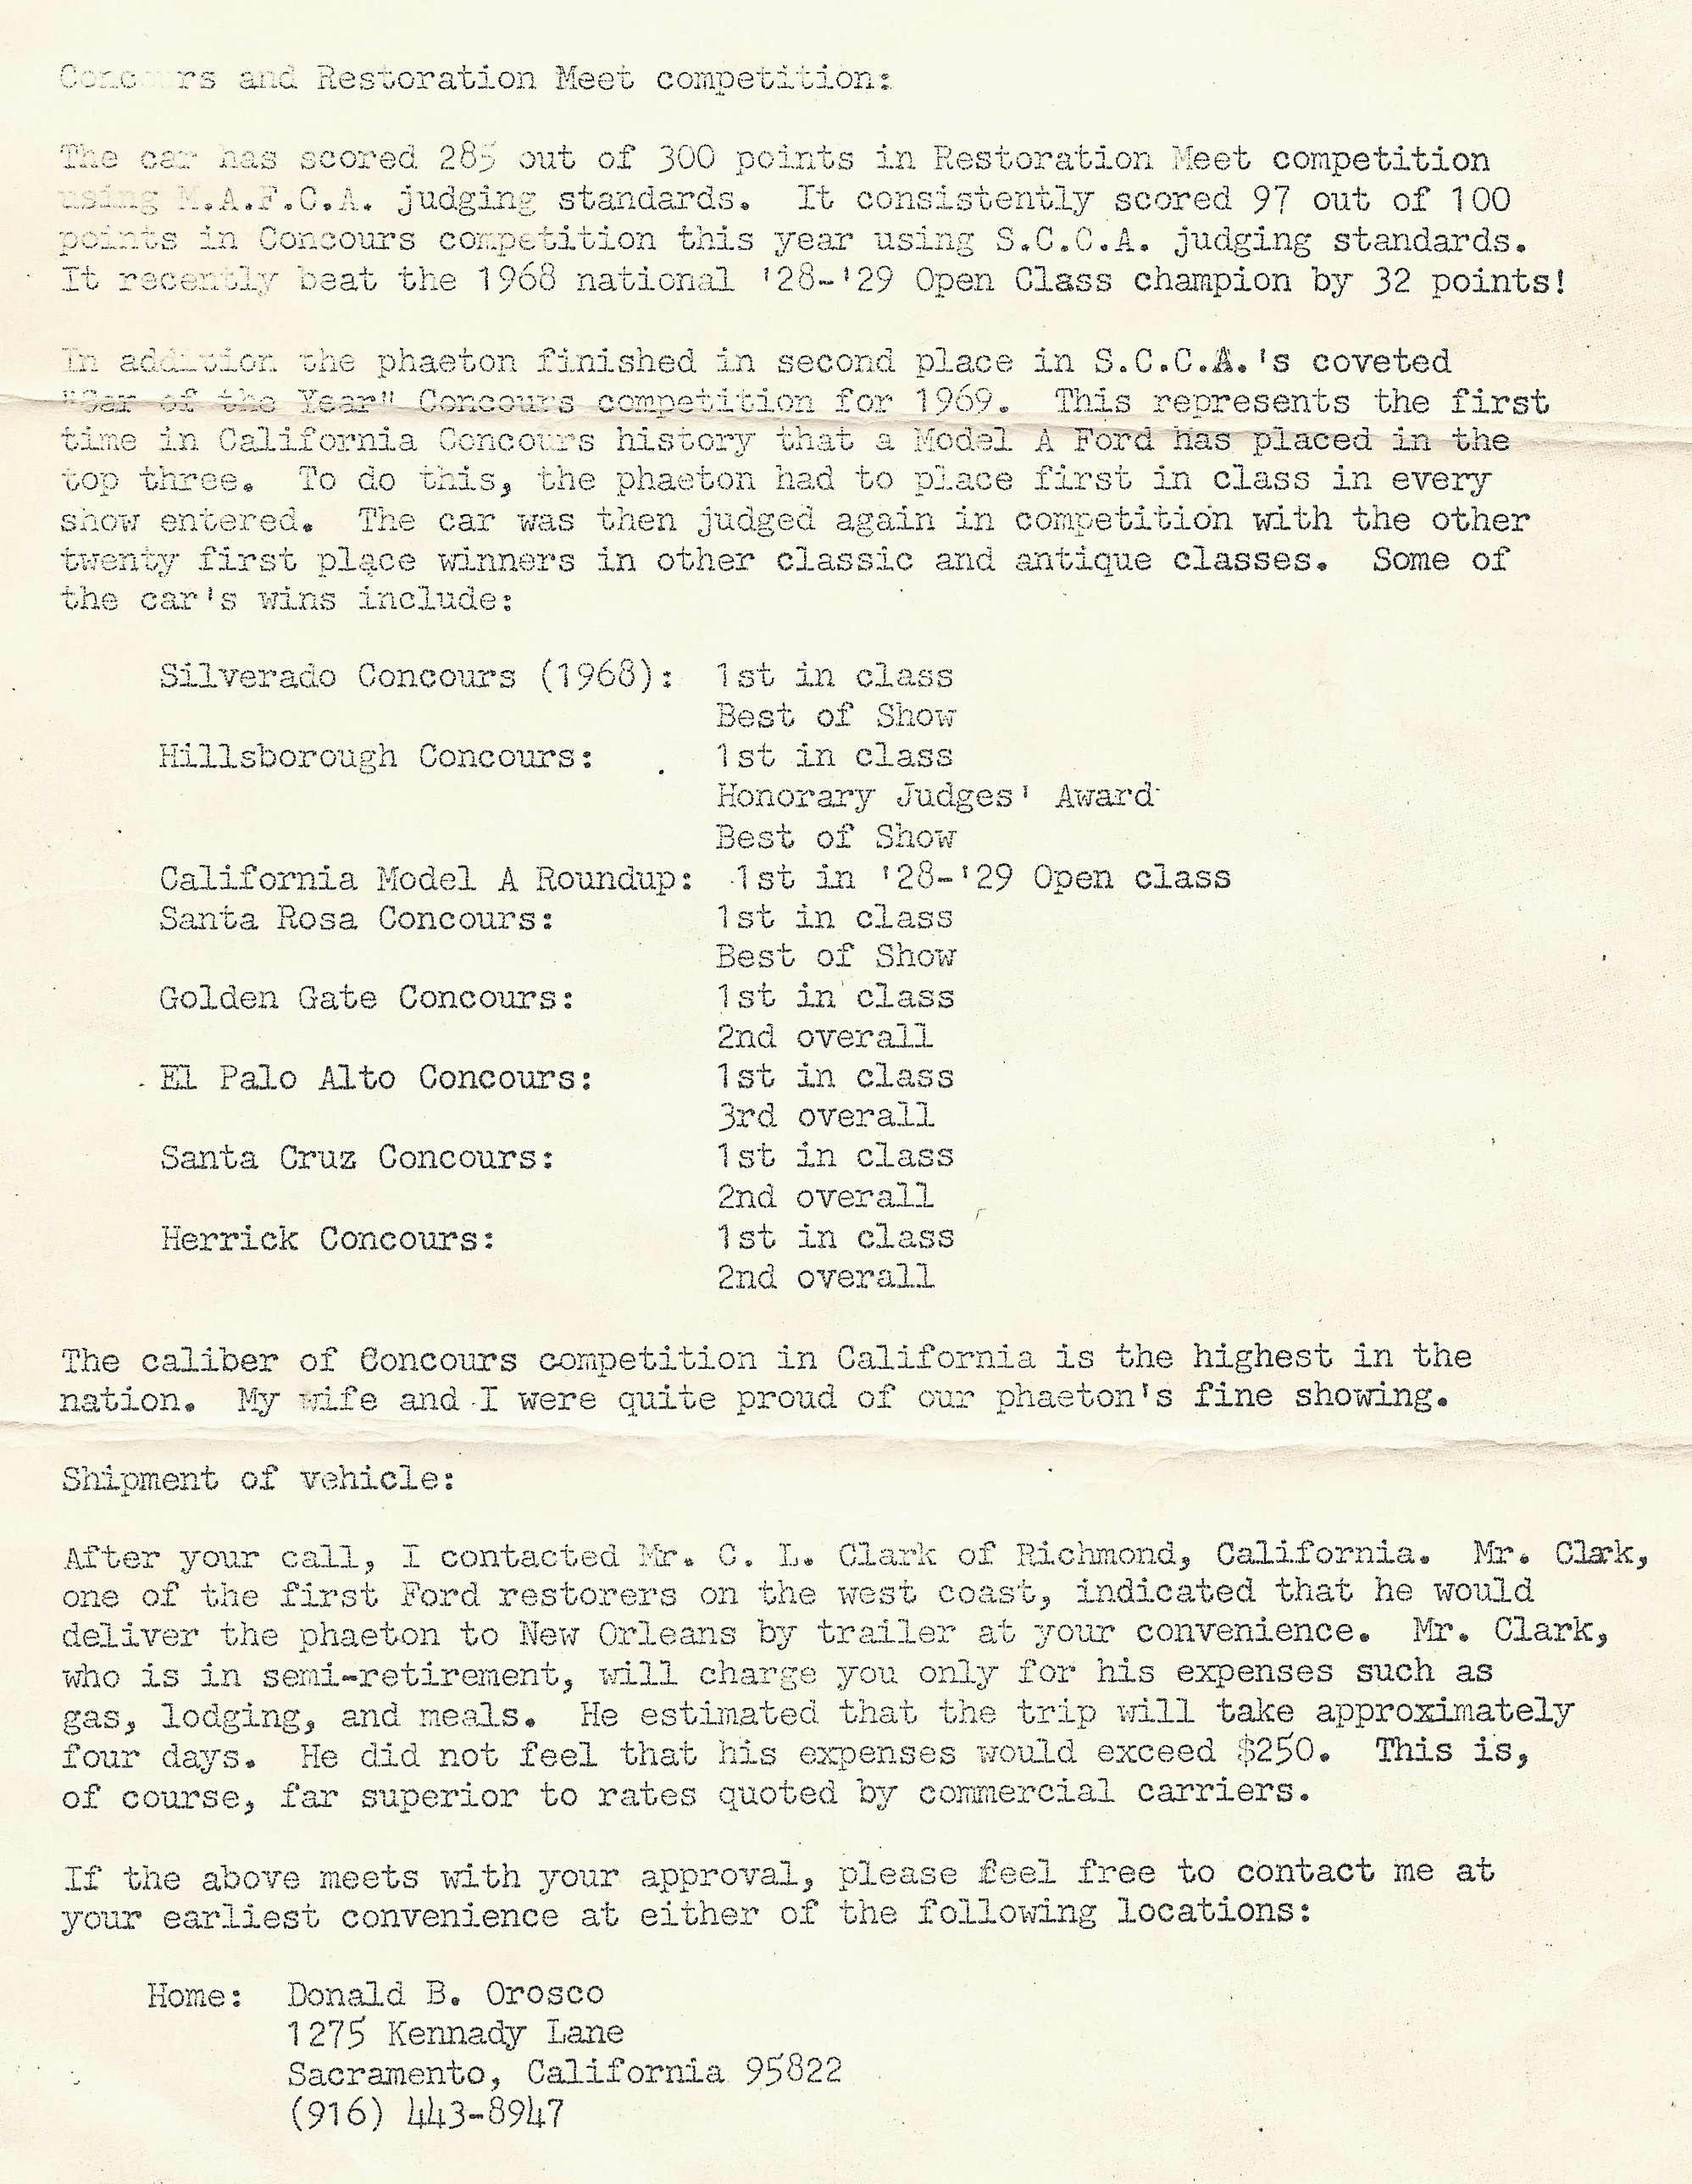 Concours and Restoration Meet competition:
The car has scored 285 out of 300 points in Restoration Meet competition
using M.A.F.C.A. judging standards. It consistently scored 97 out of 100
points in Concours competition this year using S.C.C.A. judging standards.
It recently beat the 1968 national '28-'29 Open Class champion by 32 points!
In addition the phaeton finished in second place in S.C.C.A.'s coveted
"Car of the Year" Concours competition for 1969. This represents the first
time in California Concours history that a Model A Ford has placed in the
top three. To do this, the phaeton had to place first in class in every
show entered. The car was then judged again in competition with the other
twenty first place winners in other classic and antique classes. Some of
the car's wins include:
Silverado Concours (1968): 1st in class
Best of Show
Hillsborough Concours: 1st in class
Honorary Judges' Award
Best of Show
California Model A Roundup: 1st in '28-'29 Open class
Santa Rosa Concours: 1st in class
Best of Show
Golden Gate Concours: 1st in class
2nd overall
El Palo Alto Concours: 1st in class
3rd overall
Santa Cruz Concours: 1st in class
2nd overall
Herrick Concours: 1st in class
2nd overall
The caliber of Concours competition in California is the highest in the
nation. My wife and I were quite proud of our phaeton's fine showing.
Shipment of vehicle:
After your call, I contacted Mr. C. L. Clark of Richmond, California. Mr. Clark,
one of the first Ford restorers on the west coast, indicated that he would
deliver the phaeton to New Orleans by trailer at your convenience. Mr. Clark,
who is in semi-retirement, will charge you only for his expenses such as
gas, lodging, and meals. He estimated that the trip will take approximately
four days. He did not feel that his expenses would exceed $250. This is,
of course, far superior to rates quoted by commercial carriers.
If the above meets with your approval, please feel free to contact me at
your earliest convenience at either of the following locations:
Home: Donald B. Orosco
1275 Kennady Lane
Sacramento, California 95822
(916) 443-8947